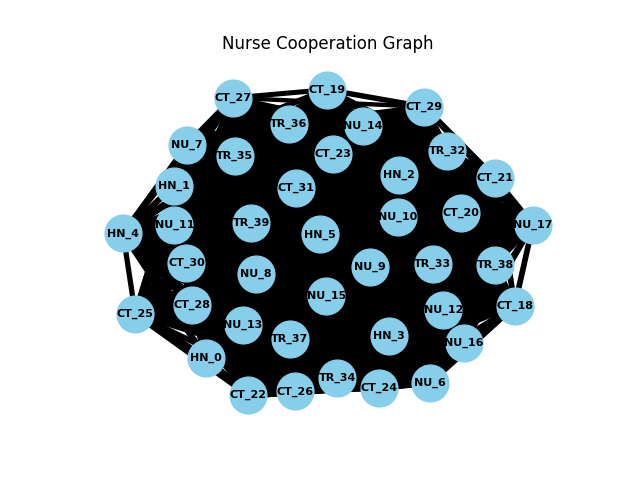 Nurse Cooperation Graph
CT_19
CT_27
CT_29
TR_36
NU_14
NU_7
TR_35
CT_23
TR_32
HN_1
CT_31
HN_2
CT_21
NU_11
TR_39
HN_5
NU_10
CT_20
NU_17
HN_4
CT_30
NU_8
NU_9
TR_33
TR_38
CT_25
CT_28
NU_15
NU_12
CT_18
NU_13
TR_37
HN_3
NU_16
HN_0
CT_22
CT_26
TR_34
CT_24
NU_6